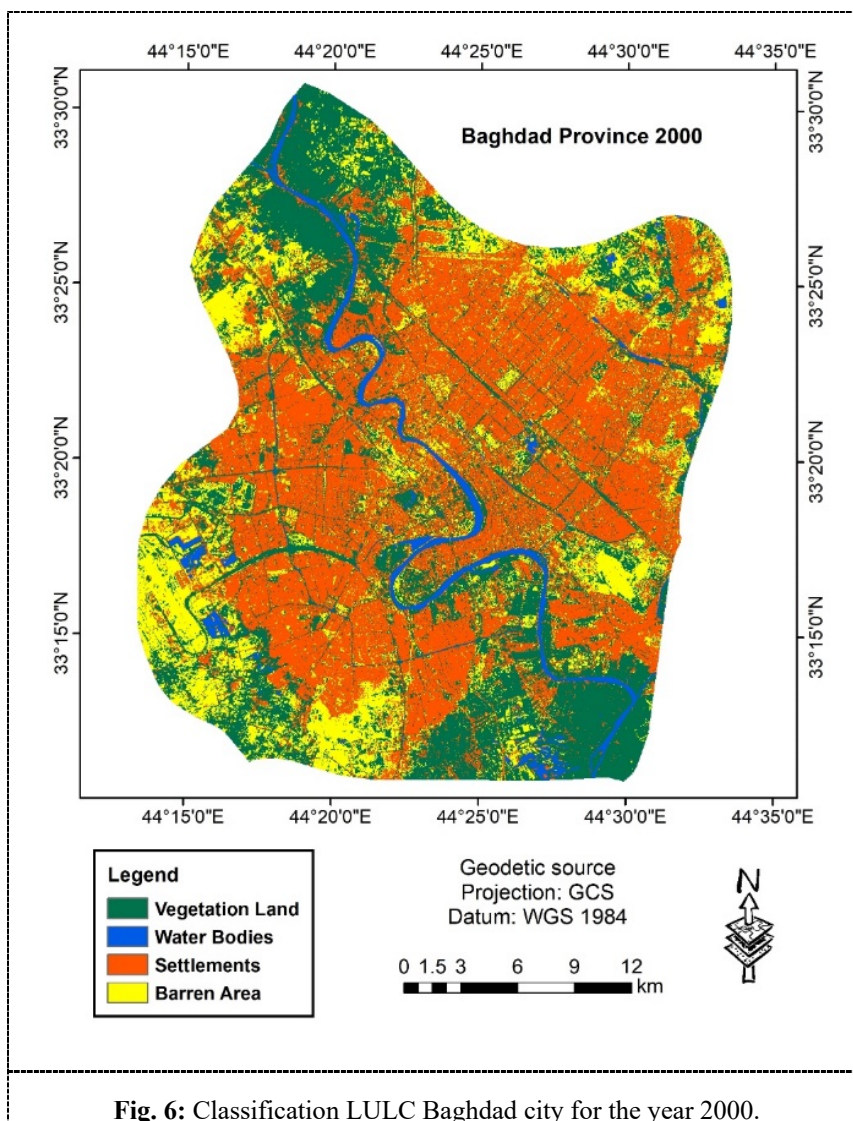 44°15'0"E 44°20'0"E 44°25'0"E 44°30'0"E 44°35'0"E
Baghdad Province 2000
33°30'0"N 33°30'0"N
33°25'0"N 33°25'0"N
33°20'0"N 33°20'0"N
33°15'0"N 33°15'0"N
44°15'0"E 44°20'0"E 44°25'0"E 44°30'0"E 44°35'0"E
Legend
Vegetation Land
Water Bodies
Settlements
Barren Area
Geodetic source
Projection: GCS
Datum: WGS 1984
0 1.5 3 6 9 12
km
N
Fig. 6: Classification LULC Baghdad city for the year 2000.